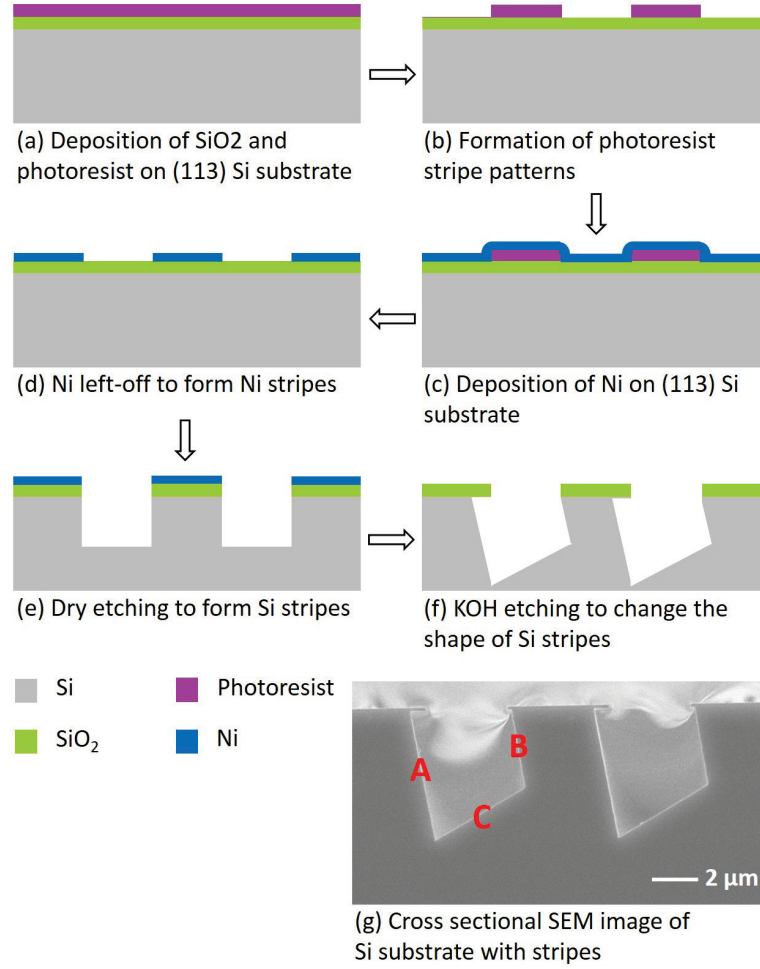 (a) Deposition of SiO2 and
photoresist on (113) Si substrate
(b) Formation of photoresist
stripe patterns
(d) Ni left-off to form Ni stripes
(c) Deposition of Ni on (113) Si
substrate
(e) Dry etching to form Si stripes
(f) KOH etching to change the
shape of Si stripes
Si
Photoresist
SiO₂
Ni
A
B
C
2 μm
(g) Cross sectional SEM image of
Si substrate with stripes